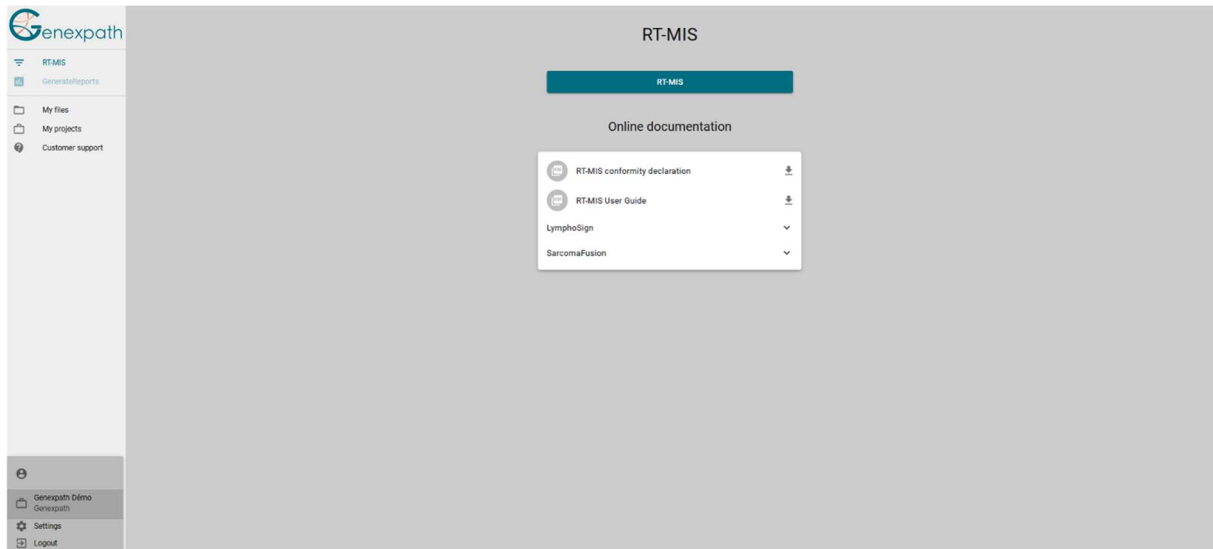 Genexpath
RT-MIS
GenerateReports
My files
My projects
Customer support
Genexpath Démo
Genexpath
Settings
Logout
RT-MIS
RT-MIS
Online documentation
RT-MIS conformity declaration
RT-MIS User Guide
LymphoSign
SarcomaFusion